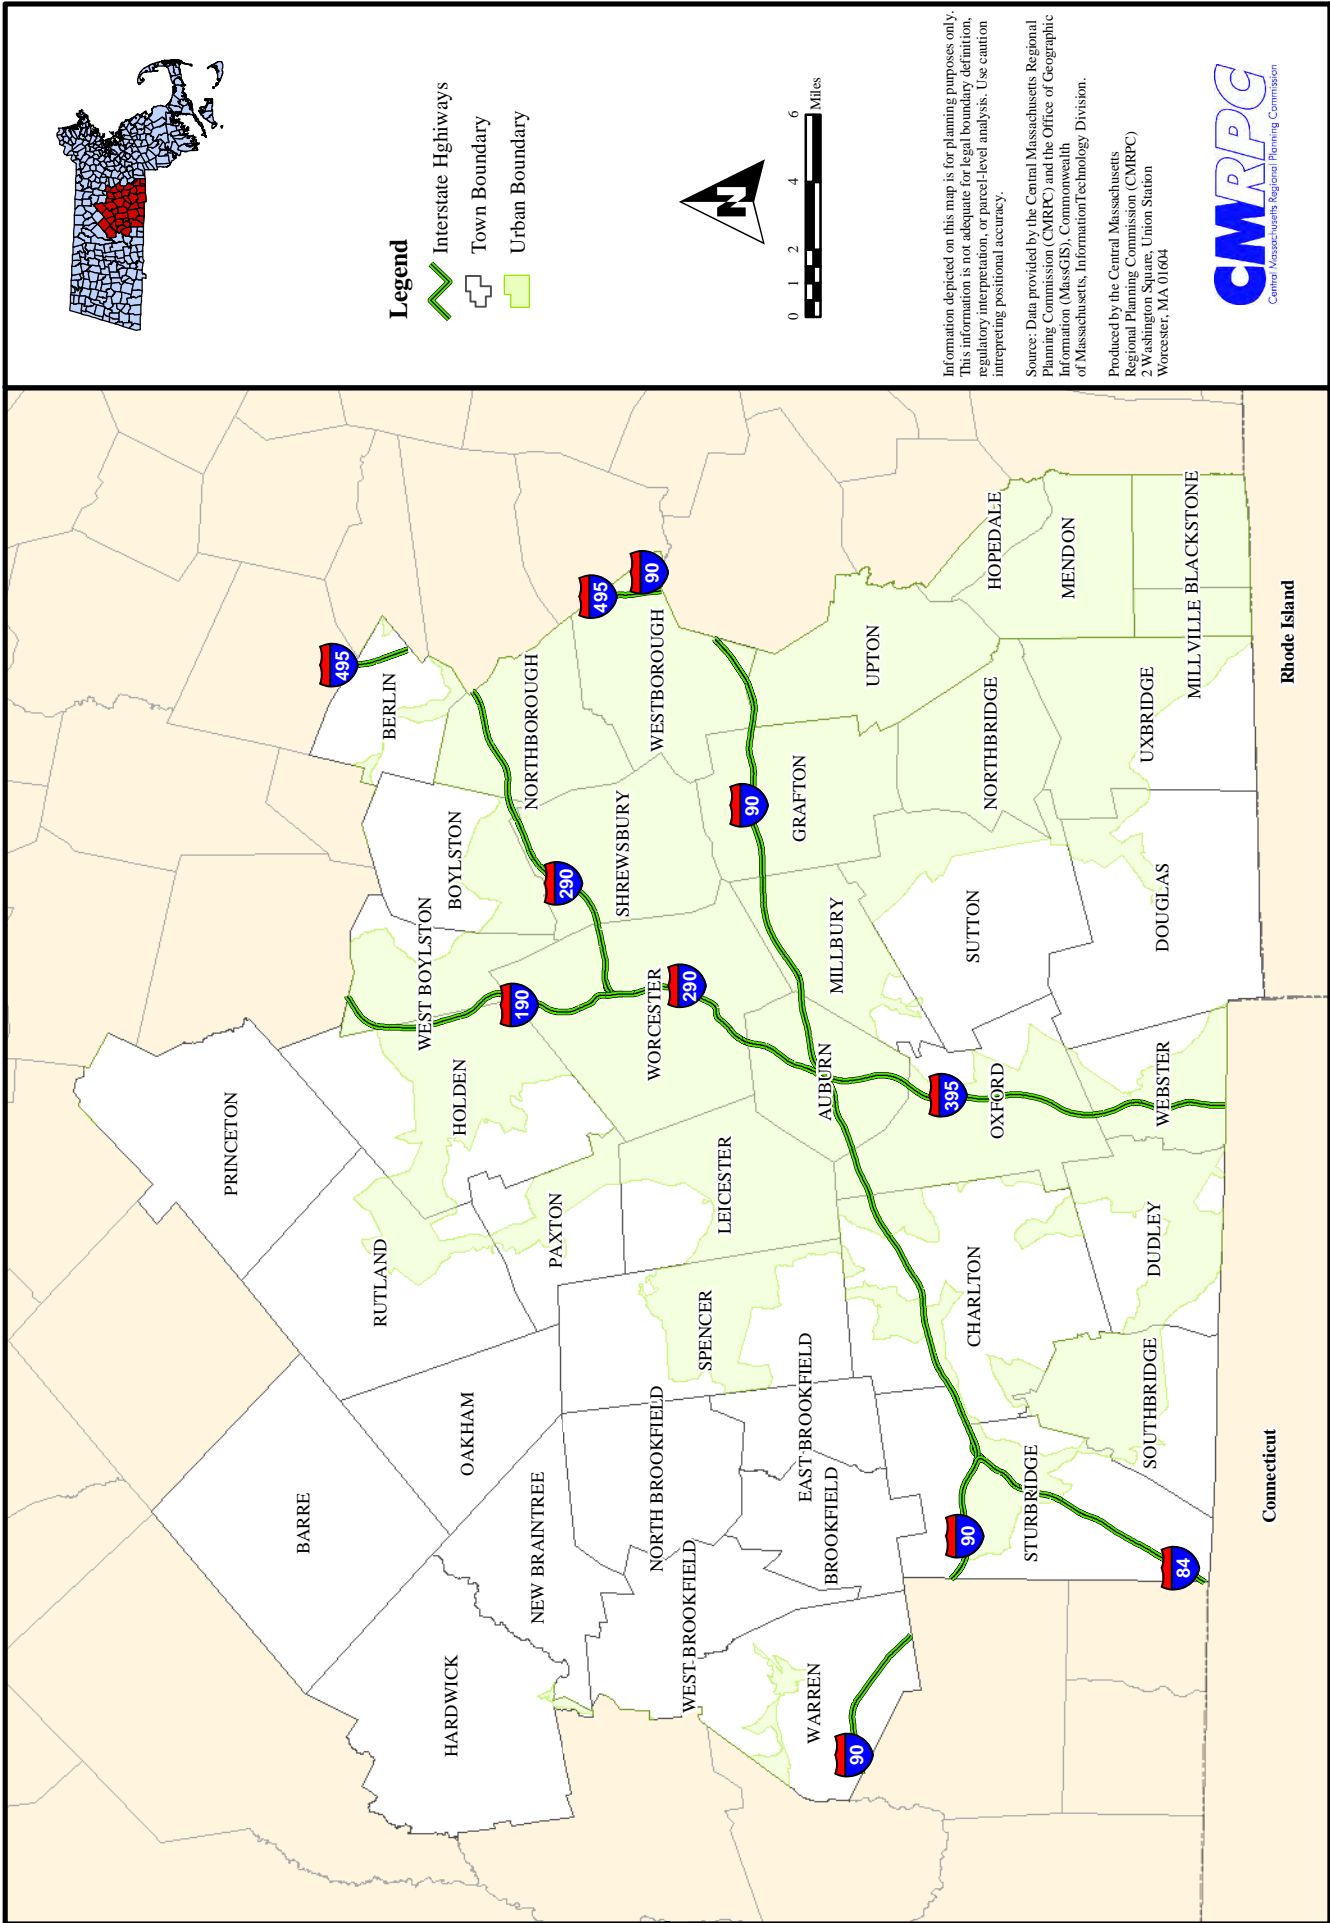 PRINCETON
BARRE
HARDWICK
RUTLAND
HOLDEN
WEST BOYLSTON
BOYLSTON
BERLIN
495
OAKHAM
PAXTON
190
290
NORTHBOROUGH
NEW BRAINTREE
SHREWSBURY
495
NORTH BROOKFIELD
WORCESTER
290
WESTBOROUGH
90
WEST BROOKFIELD
SPENCER
LEICESTER
90
EAST BROOKFIELD
BROOKFIELD
AUBURN
MILLBURY
GRAFTON
UPTON
WARREN
90
90
STURBRIDGE
CHARLTON
395
OXFORD
SUTTON
NORTHBRIDGE
HOPEDALE
MENDON
84
SOUTHBRIDGE
DUDLEY
WEBSTER
DOUGLAS
UXBRIDGE
MILLVILLE
BLACKSTONE
Connecticut
Rhode Island
Legend
Interstate Hghiways
Town Boundary
Urban Boundary
N
0 1 2 4 6
Miles
Information depicted on this map is for planning purposes only.
This information is not adequate for legal boundary definition,
regulatory interpretation, or parcel-level analysis. Use caution
intrepreting positional accuracy.
Source: Data provided by the Central Massachusetts Regional
Planning Commission (CMRPC) and the Office of Geographic
Information (MassGIS), Commonwealth
of Massachusetts, InformationTechnology Division.
Produced by the Central Massachusetts
Regional Planning Commission (CMRPC)
2 Washington Square, Union Station
Worcester, MA 01604
CMRPC
Central Massachusetts Regional Planning Commission